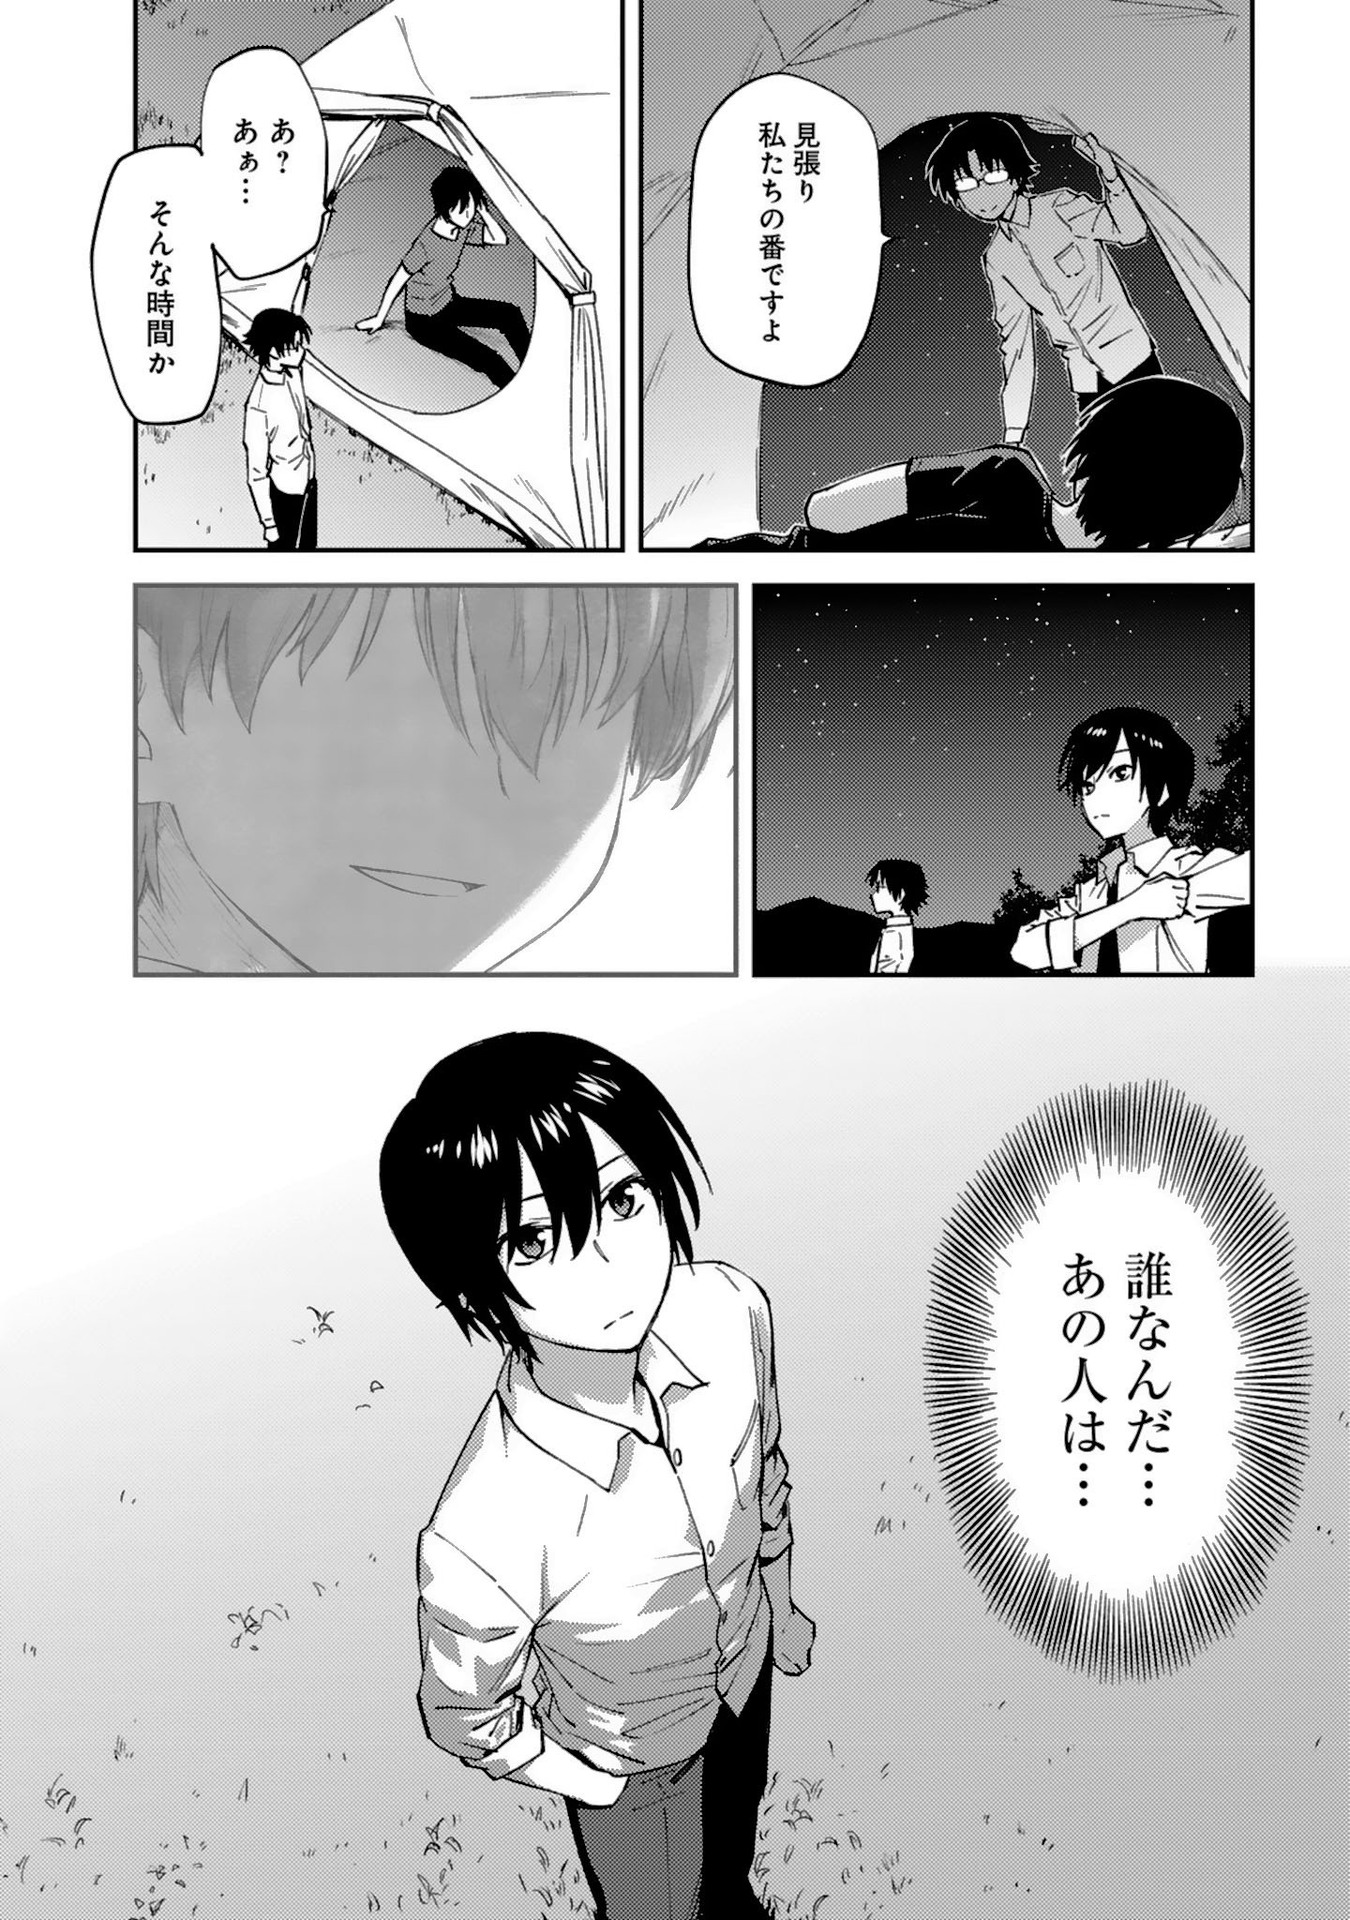 見張り
私たちの番ですよ
あ?
あぁ…
そんな時間か
誰なんだ…
あの人は…